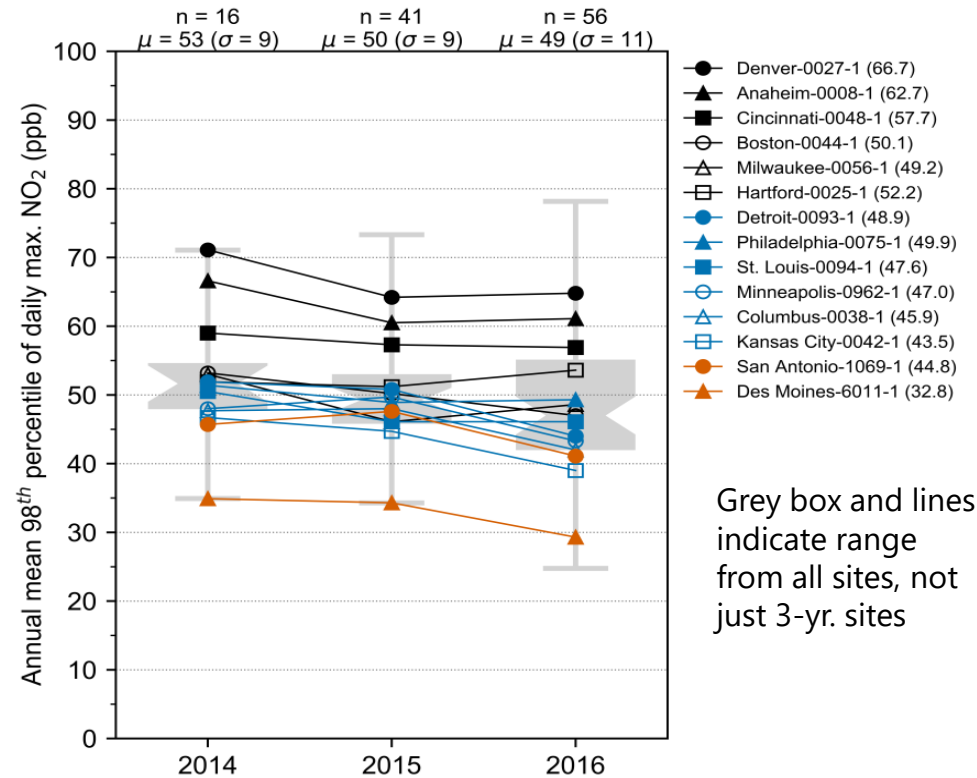 n = 16
n = 41
n = 56
μ = 53 (σ = 9)
μ = 50 (σ = 9)
μ = 49 (σ = 11)
Annual mean 98th percentile of daily max. NO2 (ppb)
100
90
80
70
60
50
40
30
20
10
0
2014
2015
2016
Denver-0027-1 (66.7)
Anaheim-0008-1 (62.7)
Cincinnati-0048-1 (57.7)
Boston-0044-1 (50.1)
Milwaukee-0056-1 (49.2)
Hartford-0025-1 (52.2)
Detroit-0093-1 (48.9)
Philadelphia-0075-1 (49.9)
St. Louis-0094-1 (47.6)
Minneapolis-0962-1 (47.0)
Columbus-0038-1 (45.9)
Kansas City-0042-1 (43.5)
San Antonio-1069-1 (44.8)
Des Moines-6011-1 (32.8)
Grey box and lines
indicate range
from all sites, not
just 3-yr. sites